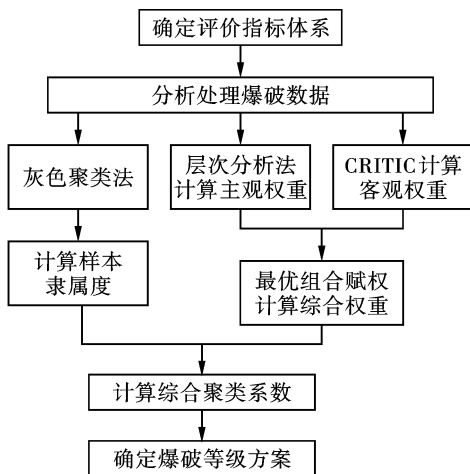 确定评价指标体系
分析处理爆破数据
灰色聚类法
层次分析法
计算主观权重
CRITIC计算
客观权重
计算样本
隶属度
最优组合赋权
计算综合权重
计算综合聚类系数
确定爆破等级方案